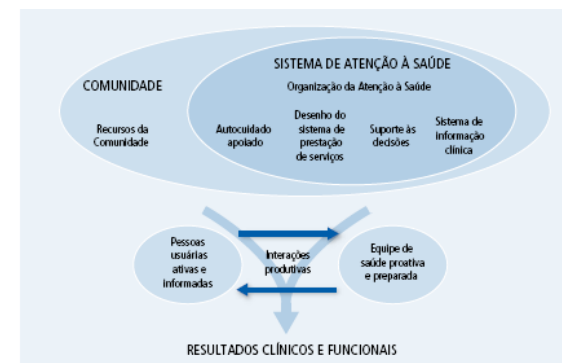 SISTEMA DE ATENÇÃO À SAÚDE
COMUNIDADE
Organização da Atenção à Saúde
Recursos da
Comunidade
Autocuidado
apoiado
Desenho do
sistema de
prestação
de serviços
Suporte às
decisões
Sistema de
informação
clínica
Pessoas
usuárias
ativas e
informadas
Interações
produtivas
Equipe de
saúde proativa
e preparada
RESULTADOS CLÍNICOS E FUNCIONAIS